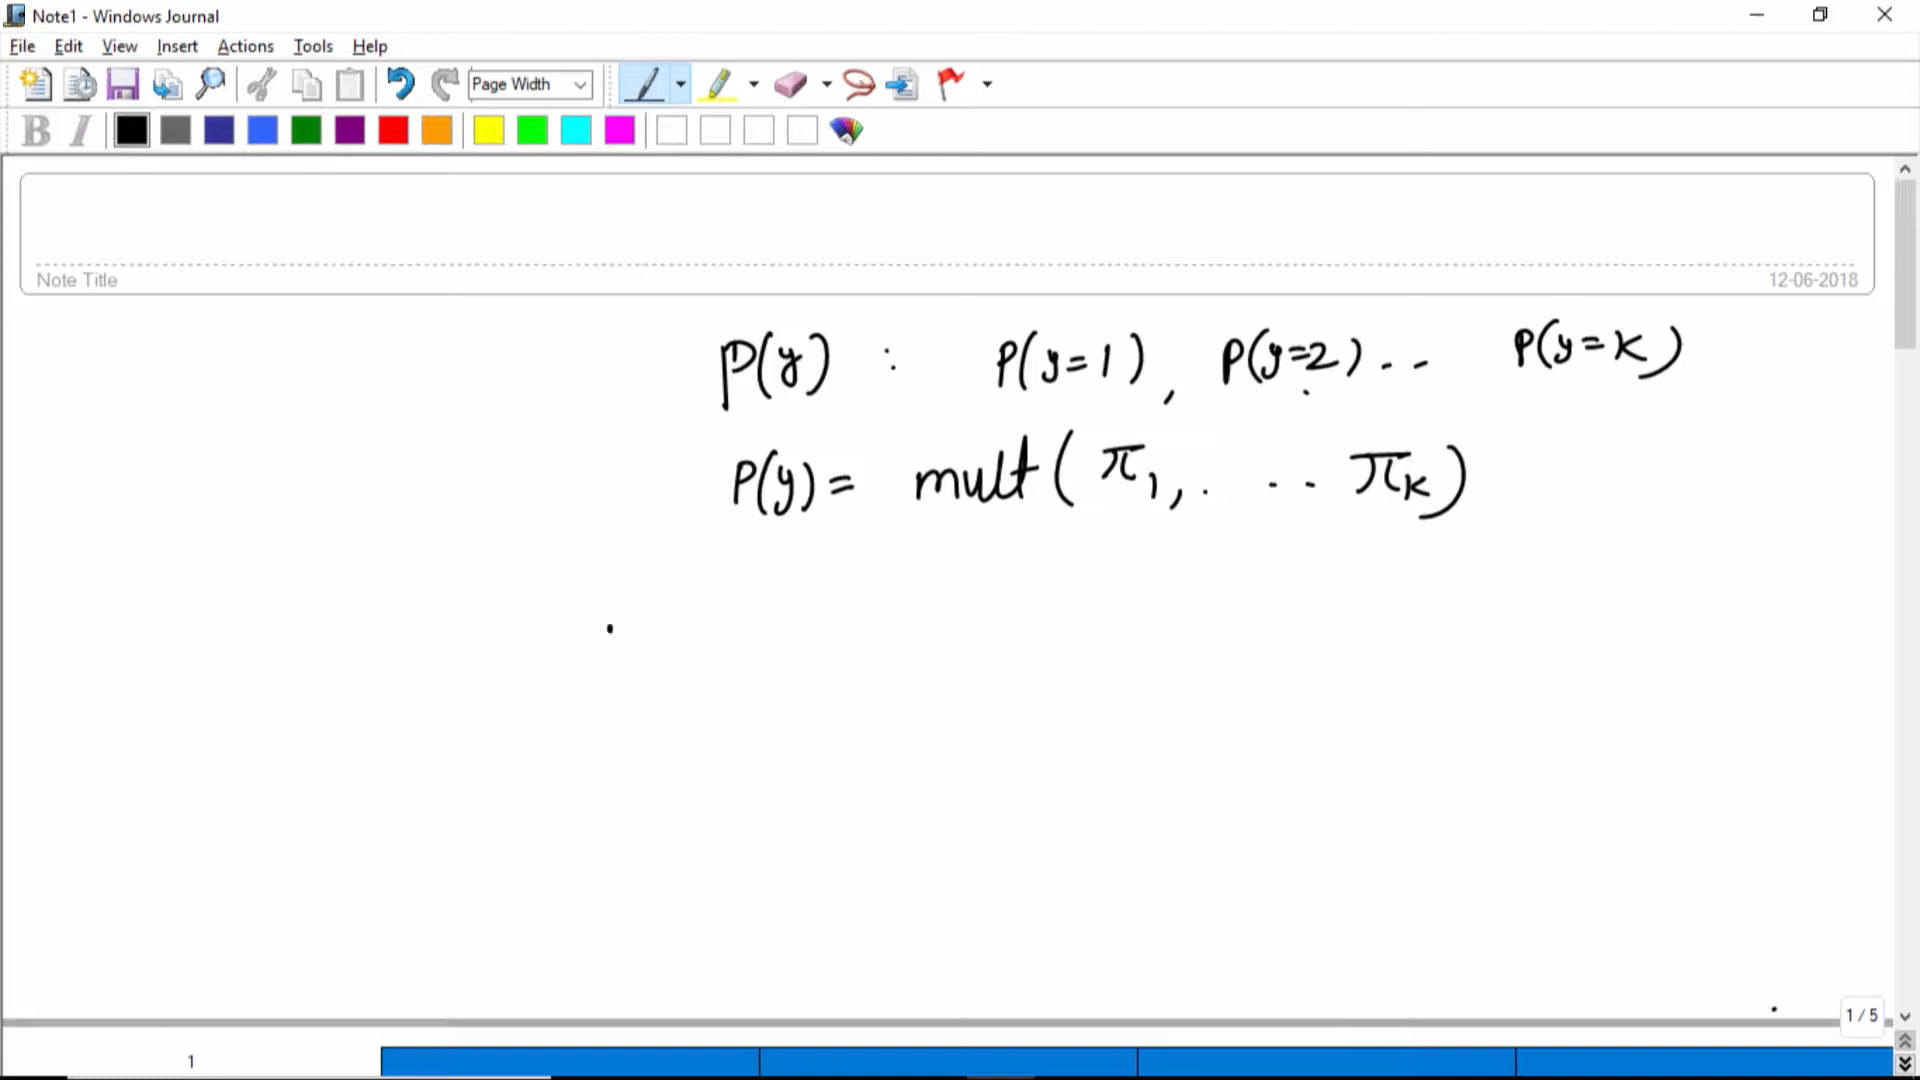 Note1 - Windows Journal
File Edit View Insert Actions Tools Help
Page Width
B I
Note Title
12-06-2018
P(y) : P(y=1), P(y=2) . . P(y=K)
P(y) = mult( π₁, . . . πₖ)
1 / 5
1